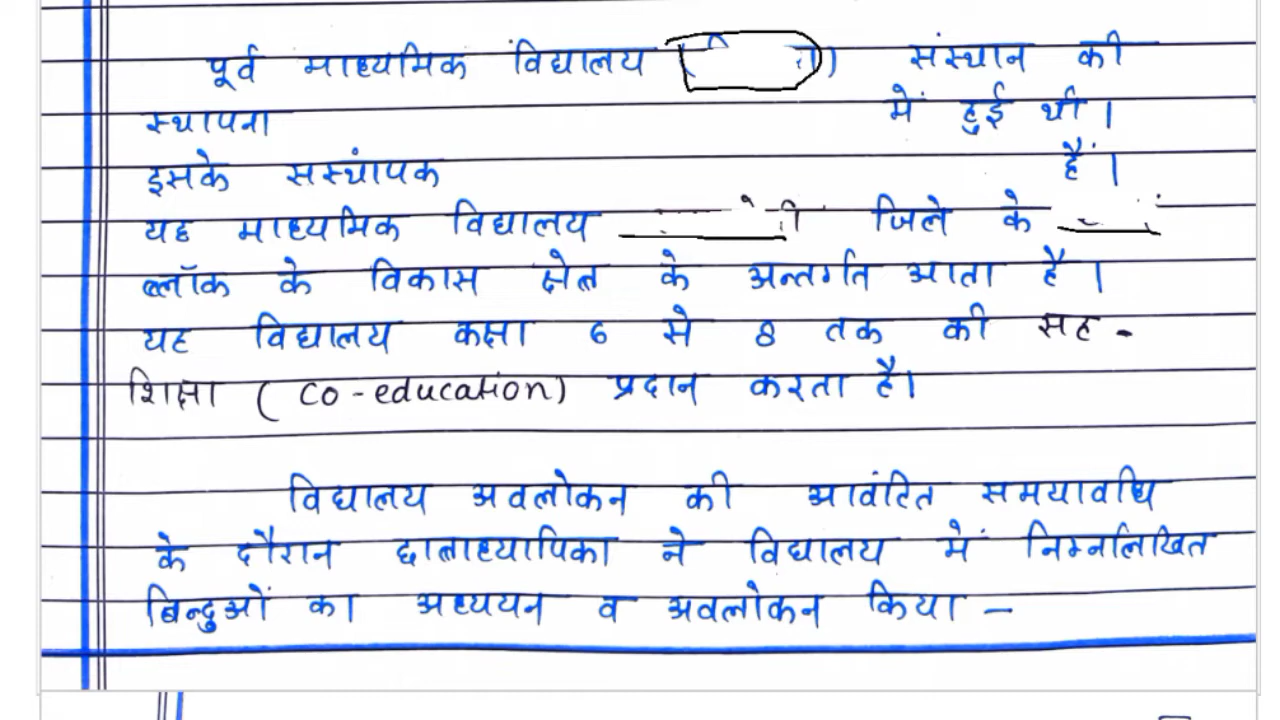 पूर्व माध्यमिक विद्यालय ( ) संस्थान की
स्थापना में हुई थी।
इसके सस्थांपक हैं।
यह माध्यमिक विद्यालय जिले के
ब्लॉक के विकास क्षेत्र के अन्तर्गत आता है।
यह विद्यालय कक्षा 6 से 8 तक की सह -
शिक्षा ( co-education) प्रदान करता है।
विद्यालय अवलोकन की आवंटित समयावधि
के दौरान छात्राध्यापिका ने विद्यालय में निम्नलिखित
बिन्दुओं का अध्ययन व अवलोकन किया –